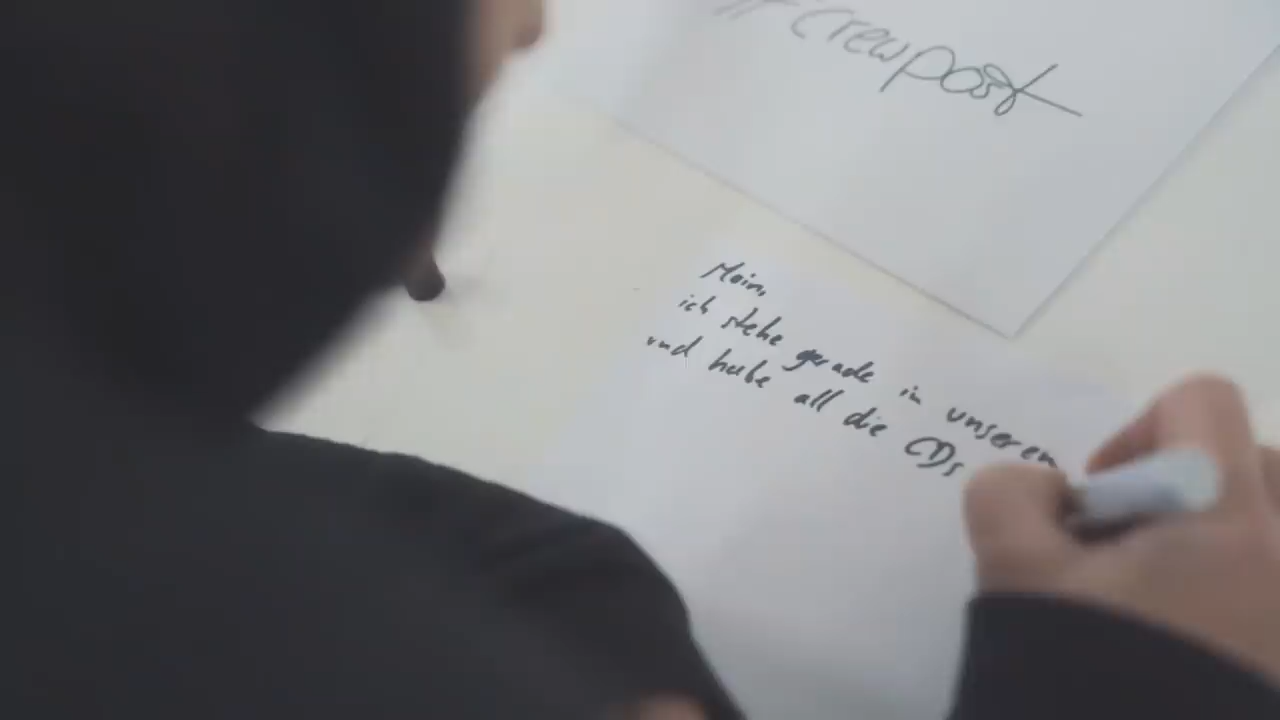 #crewpost
Moin,
ich stehe gerade in unserem
und habe all die CDs